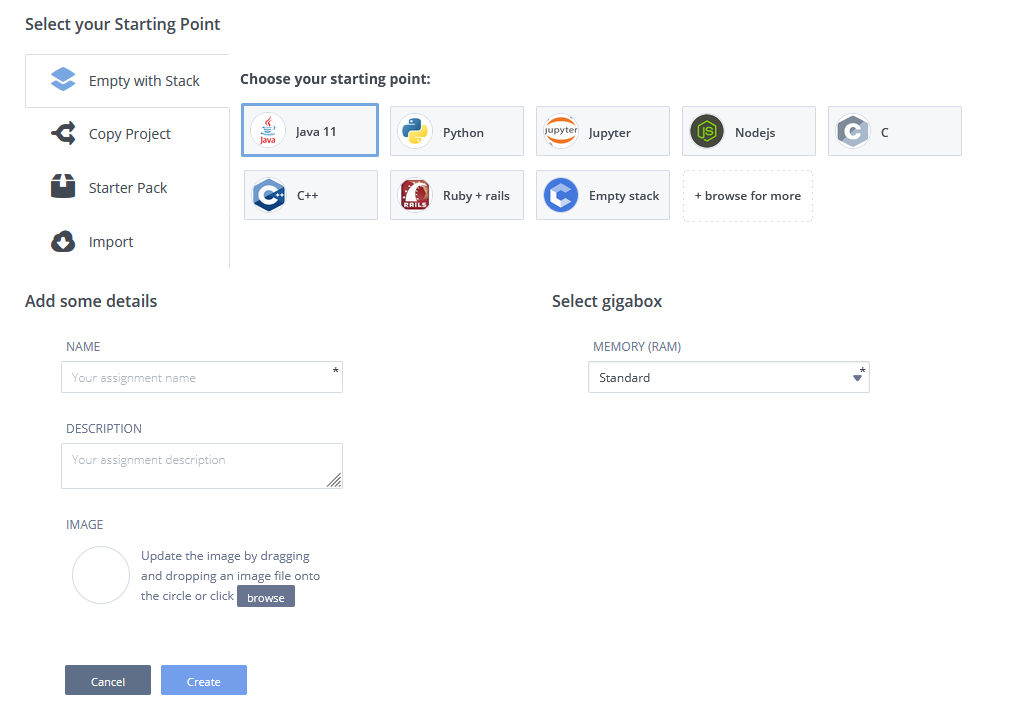 Select your Starting Point
Empty with Stack
Copy Project
Starter Pack
Import
Choose your starting point:
Java Java 11
Python
jupyter Jupyter
JS Nodejs
C C
C C++
RAILS Ruby + rails
C Empty stack
+ browse for more
Add some details
NAME
Your assignment name *
DESCRIPTION
Your assignment description
IMAGE
Update the image by dragging
and dropping an image file onto
the circle or click browse
Select gigabox
MEMORY (RAM)
Standard *
Cancel
Create